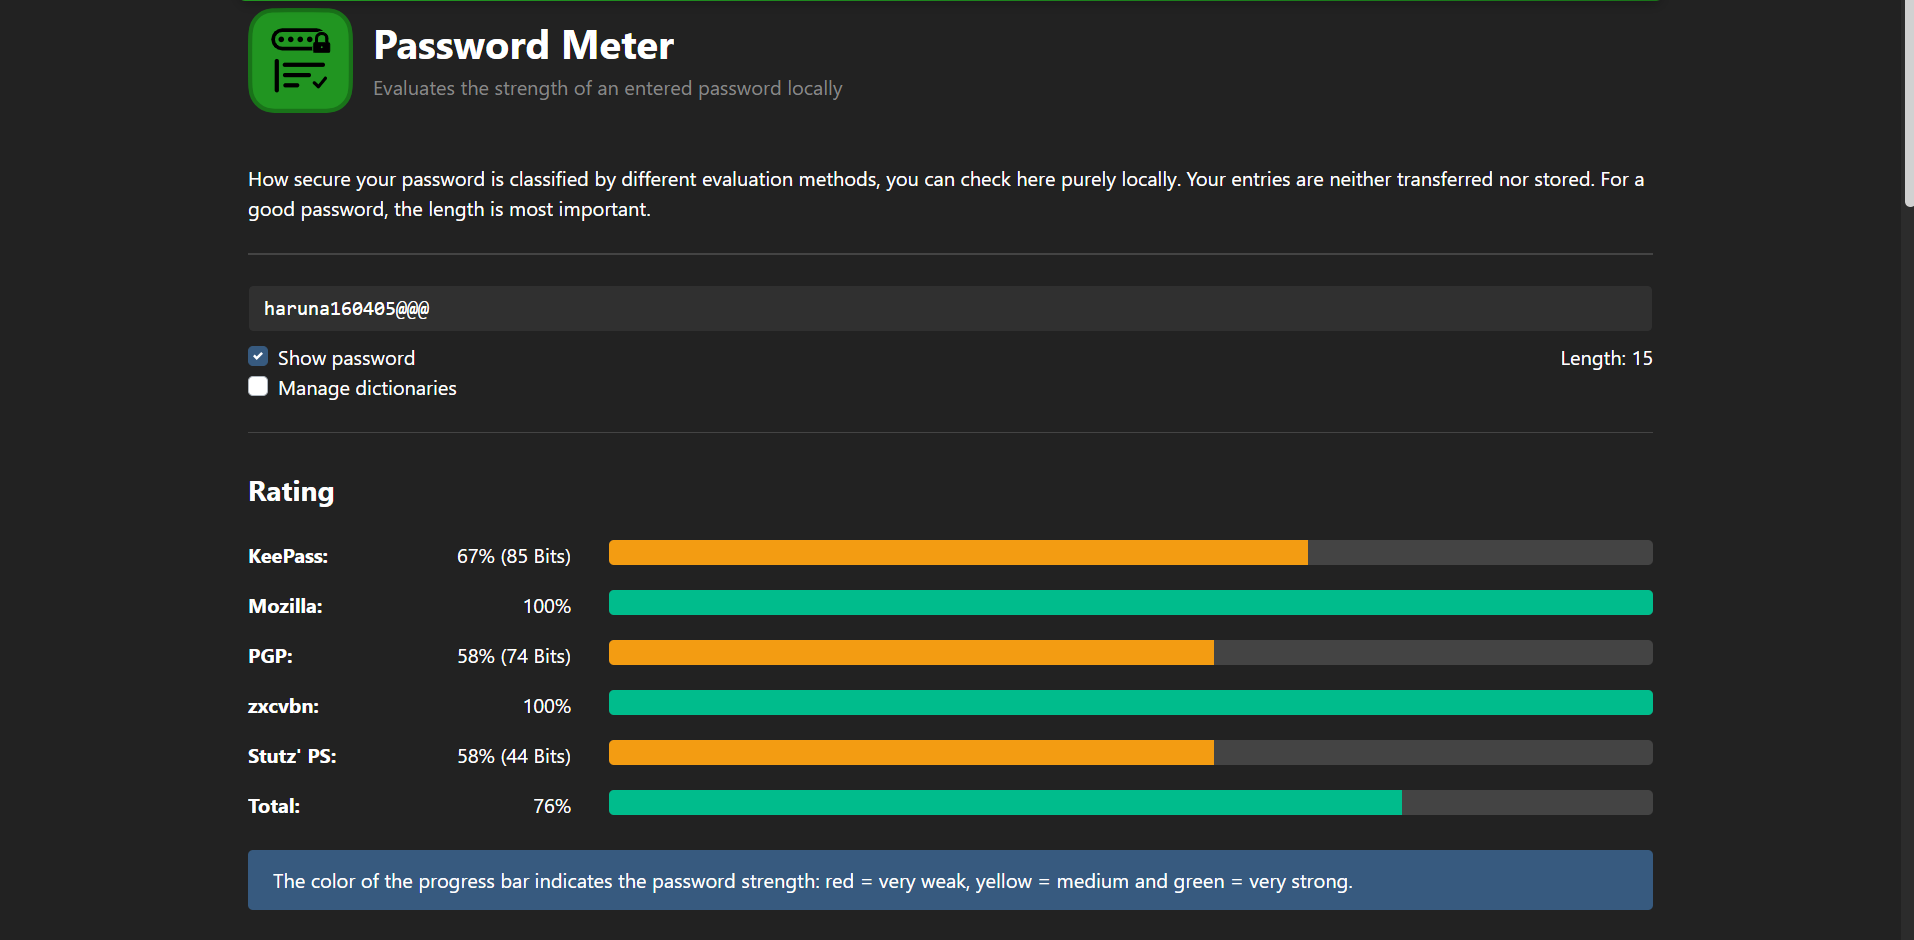 Password Meter
Evaluates the strength of an entered password locally
How secure your password is classified by different evaluation methods, you can check here purely locally. Your entries are neither transferred nor stored. For a
good password, the length is most important.
haruna160405@@@
Show password
Length: 15
Manage dictionaries
Rating
KeePass: 67% (85 Bits)
Mozilla: 100%
PGP: 58% (74 Bits)
zxcvbn: 100%
Stutz' PS: 58% (44 Bits)
Total: 76%
The color of the progress bar indicates the password strength: red = very weak, yellow = medium and green = very strong.